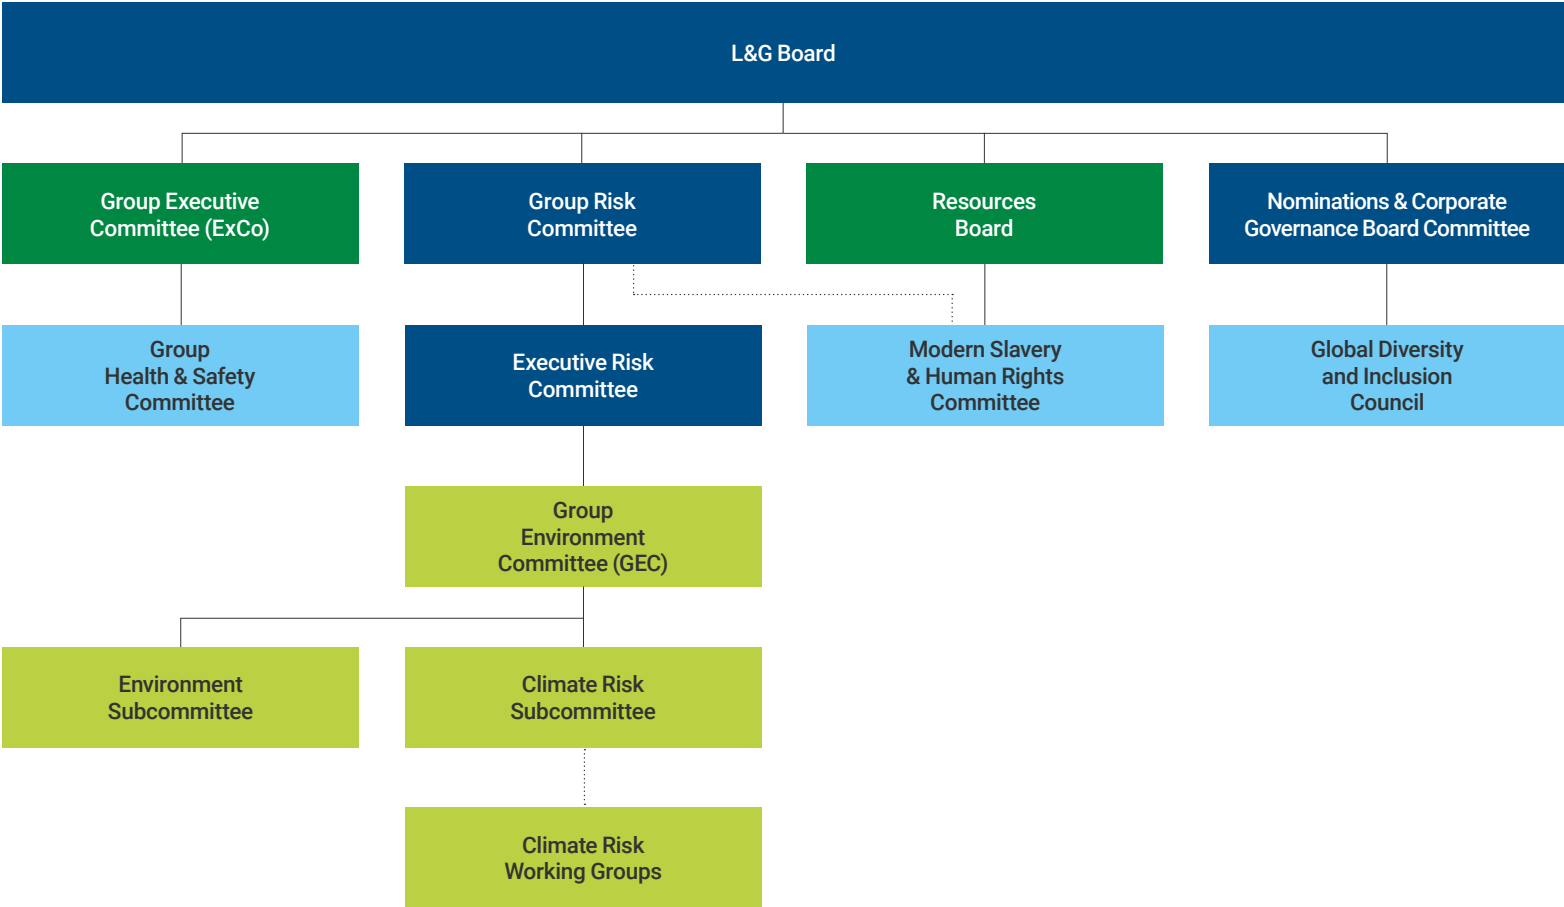 L&G Board
Group Executive
Committee (ExCo)
Group Risk
Committee
Resources
Board
Nominations & Corporate
Governance Board Committee
Group
Health & Safety
Committee
Executive Risk
Committee
Modern Slavery
& Human Rights
Committee
Global Diversity
and Inclusion
Council
Group
Environment
Committee (GEC)
Environment
Subcommittee
Climate Risk
Subcommittee
Climate Risk
Working Groups